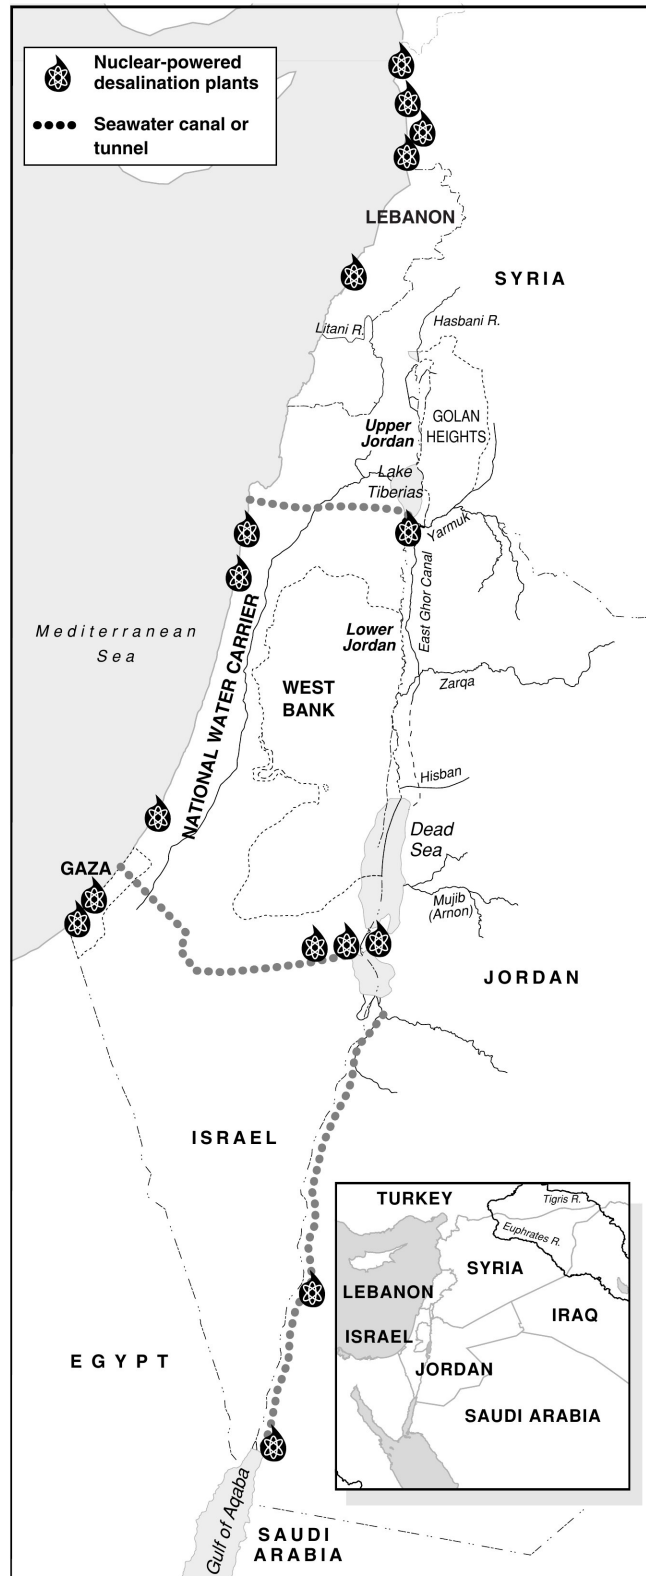 Nuclear-powered
desalination plants
Seawater canal or
tunnel
LEBANON
SYRIA
Litani R.
Hasbani R.
GOLAN
HEIGHTS
Upper
Jordan
Lake
Tiberias
Yarmuk
East Ghor Canal
Mediterranean
Sea
NATIONAL WATER CARRIER
Lower
Jordan
WEST
BANK
Zarqa
Hisban
Dead
Sea
GAZA
Mujib
(Arnon)
JORDAN
ISRAEL
EGYPT
Gulf of Aqaba
SAUDI
ARABIA
TURKEY
Tigris R.
Euphrates R.
SYRIA
LEBANON
IRAQ
ISRAEL
JORDAN
SAUDI ARABIA